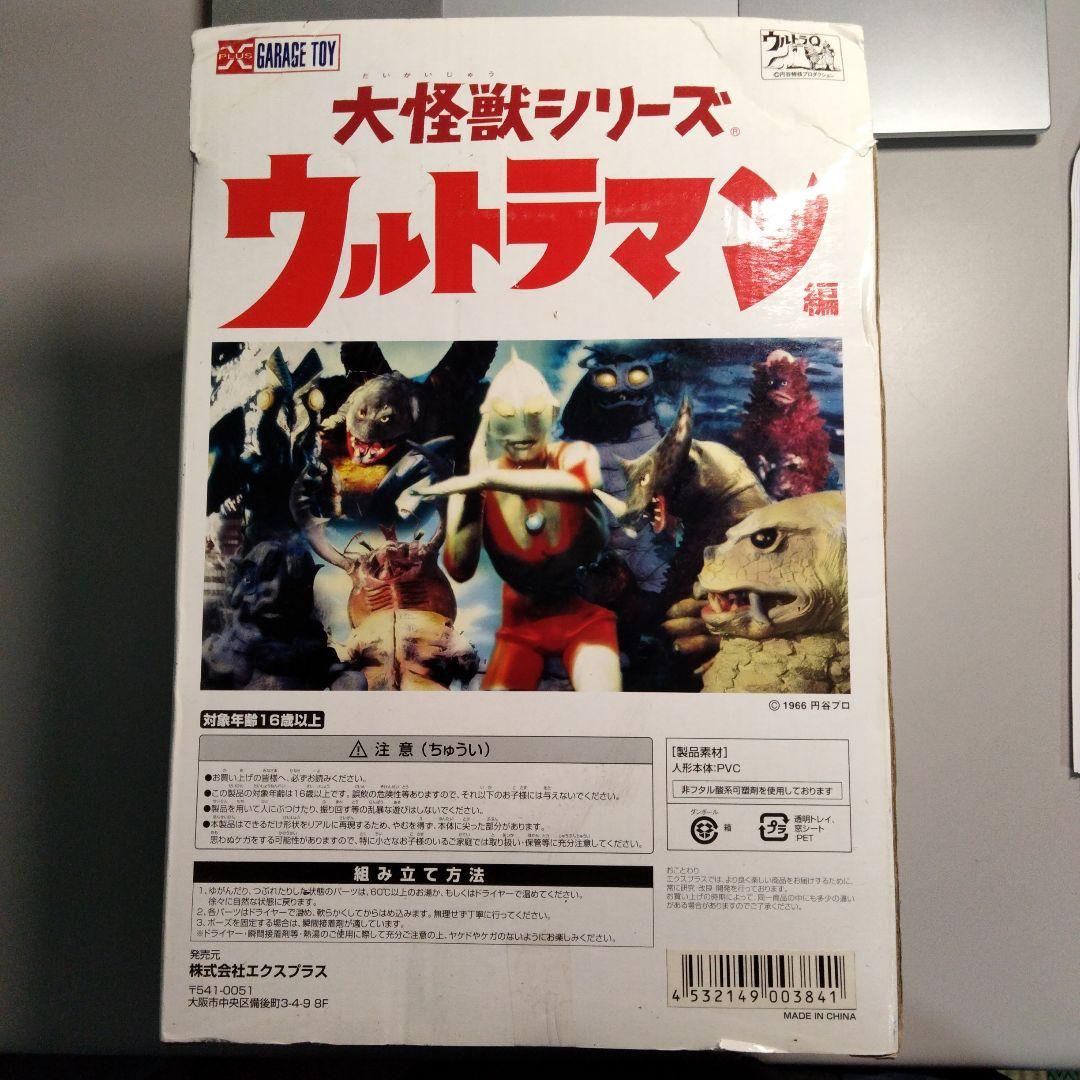 X PLUS GARAGE TOY
ウルトラQ
©円谷特技プロダクション
だいかいじゅう
大怪獣シリーズ®
ウルトラマン
編
© 1966 円谷プロ
対象年齢16歳以上
⚠ 注意（ちゅうい）
●お買い上げの皆様へ、必ずお読みください。
●この製品の対象年齢は16歳以上です。誤飲の危険性等ありますので、それ以下のお子様には与えないでください。
●製品を用いて人にぶつけたり、振り回す等の乱暴な遊びはしないでください。
●本製品はできるだけ形状をリアルに再現するため、やむを得ず、本体に尖った部分があります。
思わぬケガをする可能性がありますので、特に小さなお子様のいるご家庭では取り扱い・保管等に充分注意してください。
組み立て方法
1. ゆがんだり、つぶれたりした状態のパーツは、60℃以上のお湯か、もしくはドライヤーで温めてください。
徐々に自然な状態に戻ります。
2. 各パーツはドライヤーで温め、軟らかくしてからはめ込みます。無理せず丁寧に行ってください。
3. ポーズを固定する場合は、瞬間接着剤が適しています。
※ドライヤー・瞬間接着剤等・熱湯のご使用に際して充分ご注意の上、ヤケドやケガのないようにお楽しみください。
発売元
株式会社エクスプラス
〒541-0051
大阪市中央区備後町3-4-9 8F
[製品素材]
人形本体:PVC
非フタル酸系可塑剤を使用しております
ダンボール
箱
プラ
透明トレイ、
窓シート
:PET
おことわり
エクスプラスでは、より良く楽しい商品をお届けするために、
常に研究・改良・開発を行っております。
お買い上げの時期によって、同一商品の中にも多少の違い
がある場合がありますのでご了承ください。
4 532149 003841
MADE IN CHINA